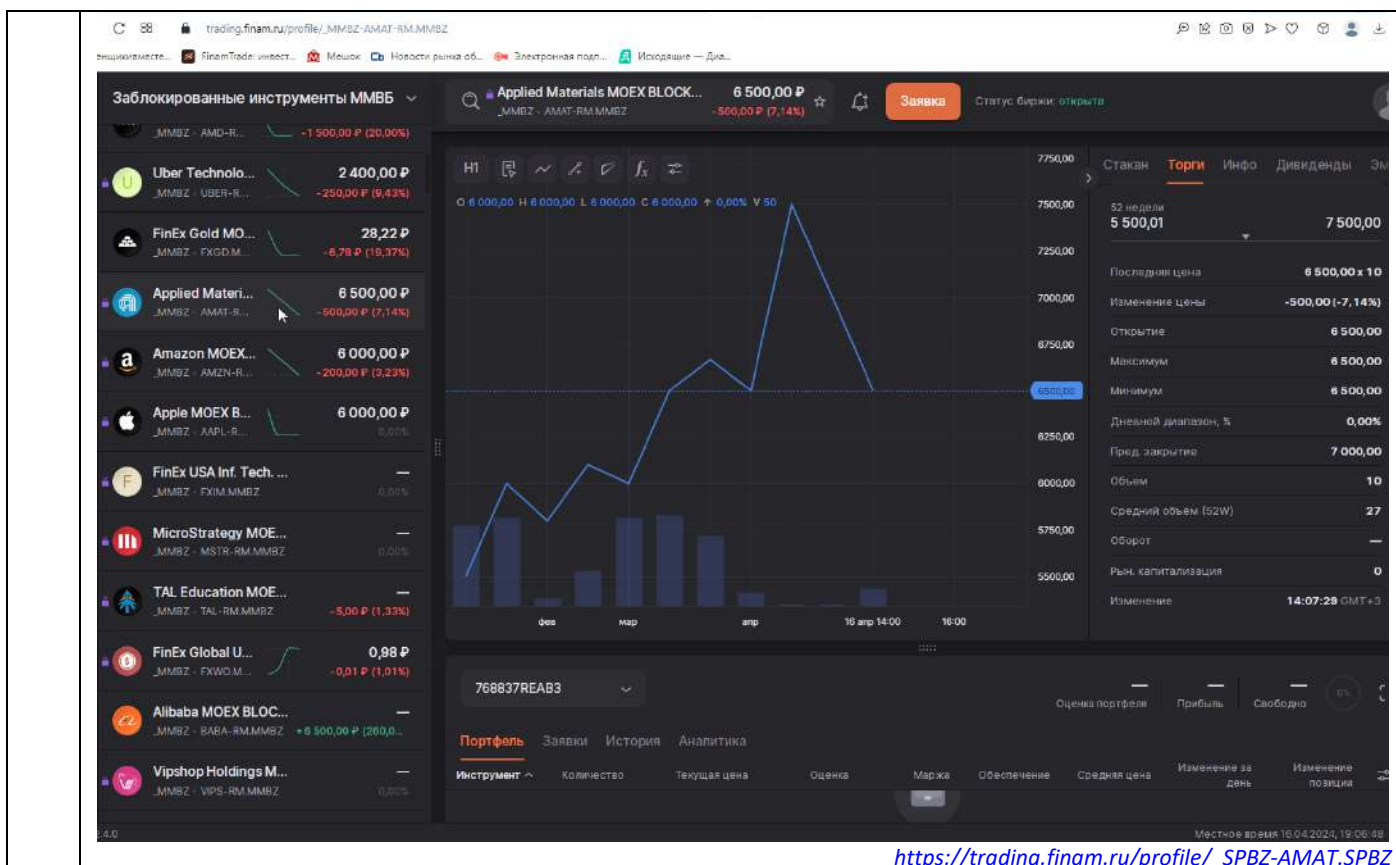 trading.finam.ru/profile/_MMBZ-AMAT-RM.MMBZ
енщикивместе... FinamTrade: инвест... Мешок Новости рынка об... Электронная подп... Исходящие — Диа...
Заблокированные инструменты ММВБ
_MMBZ · AMD-R... -1 500,00 ₽ (20,00%)
Uber Technolo... 2 400,00 ₽
_MMBZ · UBER-R... -250,00 ₽ (9,43%)
FinEx Gold MO... 28,22 ₽
_MMBZ · FXGD.M... -6,78 ₽ (19,37%)
Applied Materi... 6 500,00 ₽
_MMBZ · AMAT-R... -500,00 ₽ (7,14%)
Amazon MOEX... 6 000,00 ₽
_MMBZ · AMZN-R... -200,00 ₽ (3,23%)
Apple MOEX B... 6 000,00 ₽
_MMBZ · AAPL-R... 0,00%
FinEx USA Inf. Tech. ... —
_MMBZ · FXIM.MMBZ 0,00%
MicroStrategy MOE... —
_MMBZ · MSTR-RM.MMBZ 0,00%
TAL Education MOE... —
_MMBZ · TAL-RM.MMBZ -5,00 ₽ (1,33%)
FinEx Global U... 0,98 ₽
_MMBZ · FXWO.M... -0,01 ₽ (1,01%)
Alibaba MOEX BLOC... —
_MMBZ · BABA-RM.MMBZ +6 500,00 ₽ (260,0...
Vipshop Holdings M... —
_MMBZ · VIPS-RM.MMBZ 0,00%
Applied Materials MOEX BLOCK... 6 500,00 ₽
_MMBZ · AMAT-RM.MMBZ -500,00 ₽ (7,14%)
Заявка
Статус биржи: открыта
H1
O 6 000,00 H 6 000,00 L 6 000,00 C 6 000,00 ↑ 0,00% V 50
7750,00
7500,00
7250,00
7000,00
6750,00
6500,00
6250,00
6000,00
5750,00
5500,00
фев мар апр 16 апр 14:00 16:00
Стакан Торги Инфо Дивиденды Эм
52 недели
5 500,01 7 500,00
Последняя цена 6 500,00 x 10
Изменение цены -500,00 (-7,14%)
Открытие 6 500,00
Максимум 6 500,00
Минимум 6 500,00
Дневной диапазон, % 0,00%
Пред. закрытие 7 000,00
Объем 10
Средний объем (52W) 27
Оборот —
Рын. капитализация 0
Изменение 14:07:29 GMT+3
768837REAB3
— — — 0%
Оценка портфеля Прибыль Свободно
Портфель Заявки История Аналитика
Инструмент Количество Текущая цена Оценка Маржа Обеспечение Средняя цена Изменение за день Изменение позиции
2.4.0
Местное время 16.04.2024, 19:06:48
https://trading.finam.ru/profile/_SPBZ-AMAT.SPBZ